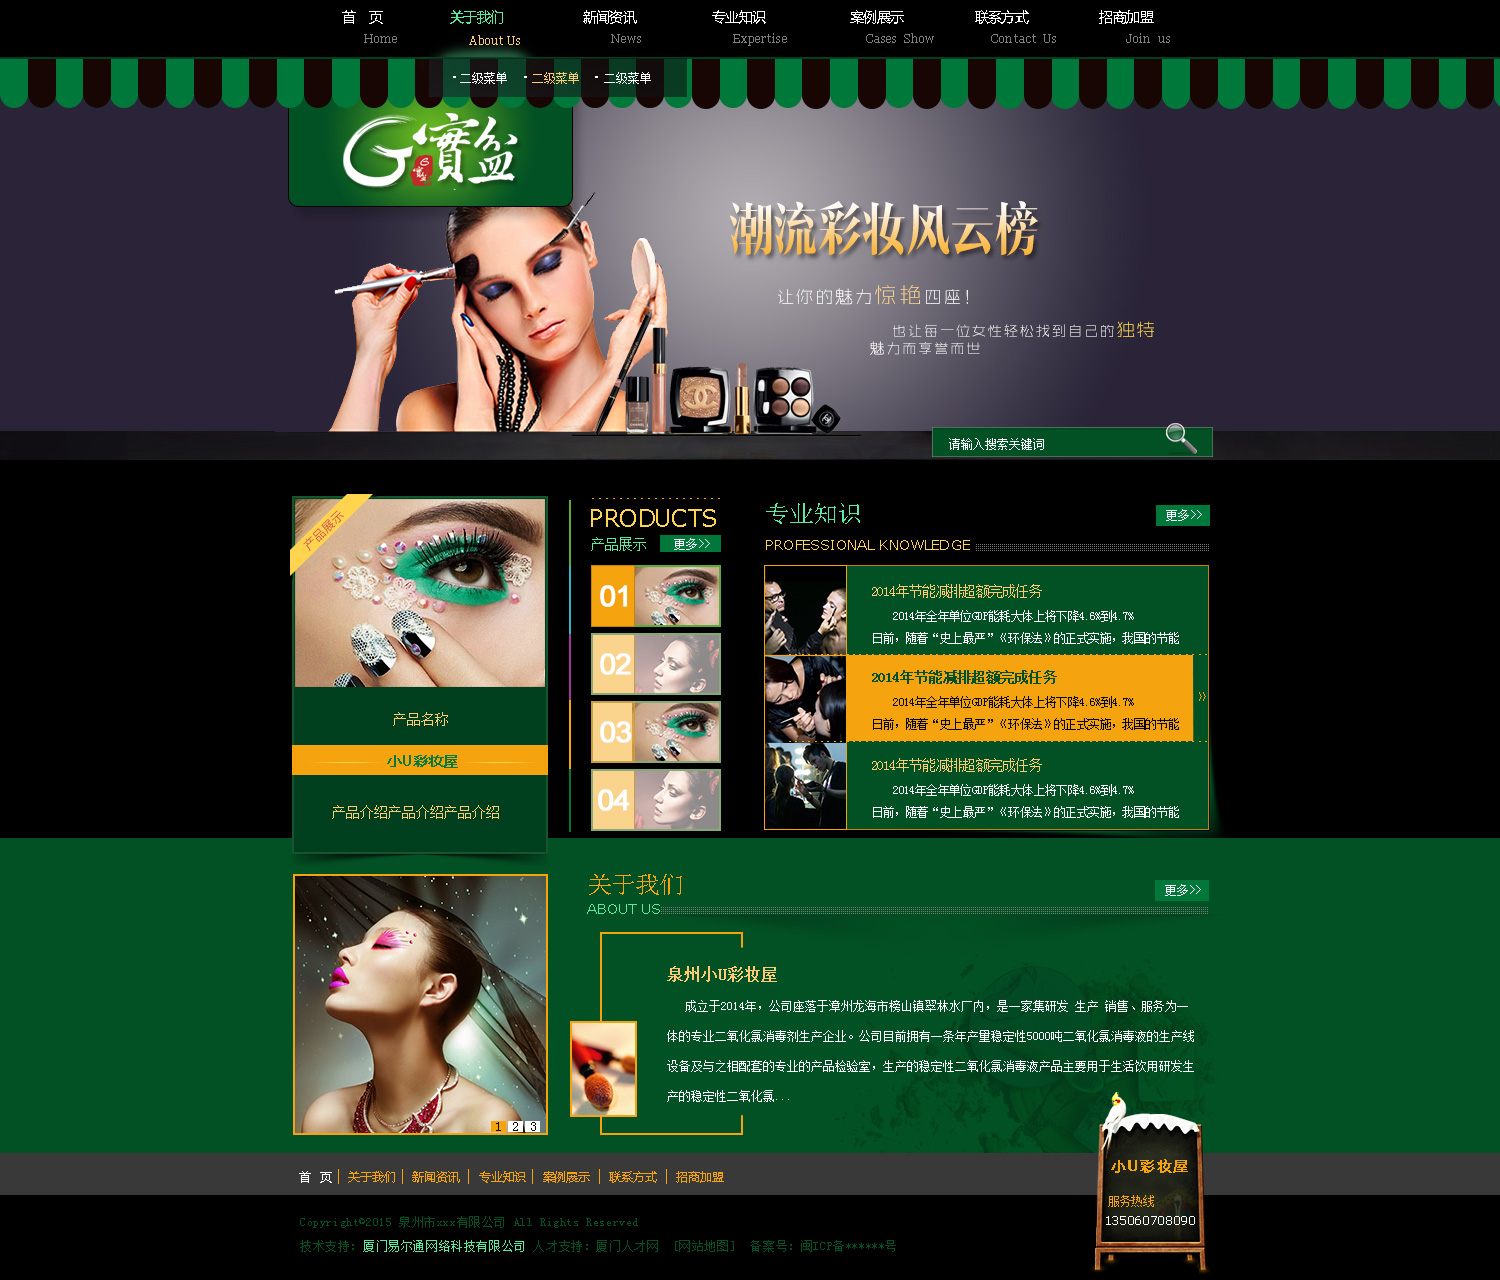 首 页 关于我们 新闻资讯 专业知识 案例展示 联系方式 招商加盟
Home About Us News Expertise Cases Show Contact Us Join us
·二级菜单 ·二级菜单 ·二级菜单
G寶盆
潮流彩妆风云榜
让你的魅力惊艳四座!
也让每一位女性轻松找到自己的独特
魅力而享誉而世
请输入搜索关键词
产品展示
产品名称
小U彩妆屋
产品介绍产品介绍产品介绍
PRODUCTS
产品展示 更多>>
01
02
03
04
专业知识 更多>>
PROFESSIONAL KNOWLEDGE
2014年节能减排超额完成任务
2014年全年单位GDP能耗大体上将下降4.6%到4.7%
日前，随着“史上最严”《环保法》的正式实施，我国的节能
2014年节能减排超额完成任务
2014年全年单位GDP能耗大体上将下降4.6%到4.7%
日前，随着“史上最严”《环保法》的正式实施，我国的节能
>>
2014年节能减排超额完成任务
2014年全年单位GDP能耗大体上将下降4.6%到4.7%
日前，随着“史上最严”《环保法》的正式实施，我国的节能
1 2 3
关于我们 更多>>
ABOUT US
泉州小U彩妆屋
成立于2014年，公司座落于漳州龙海市榜山镇翠林水厂内，是一家集研发 生产 销售、服务为一
体的专业二氧化氯消毒剂生产企业。公司目前拥有一条年产量稳定性5000吨二氧化氯消毒液的生产线
设备及与之相配套的专业的产品检验室，生产的稳定性二氧化氯消毒液产品主要用于生活饮用研发生
产的稳定性二氧化氯...
首 页 | 关于我们 | 新闻资讯 | 专业知识 | 案例展示 | 联系方式 | 招商加盟
小U彩妆屋
服务热线
135060708090
Copyright©2015 泉州市xxx有限公司 All Rights Reserved
技术支持：厦门易尔通网络科技有限公司 人才支持：厦门人才网 [网站地图] 备案号：闽ICP备******号